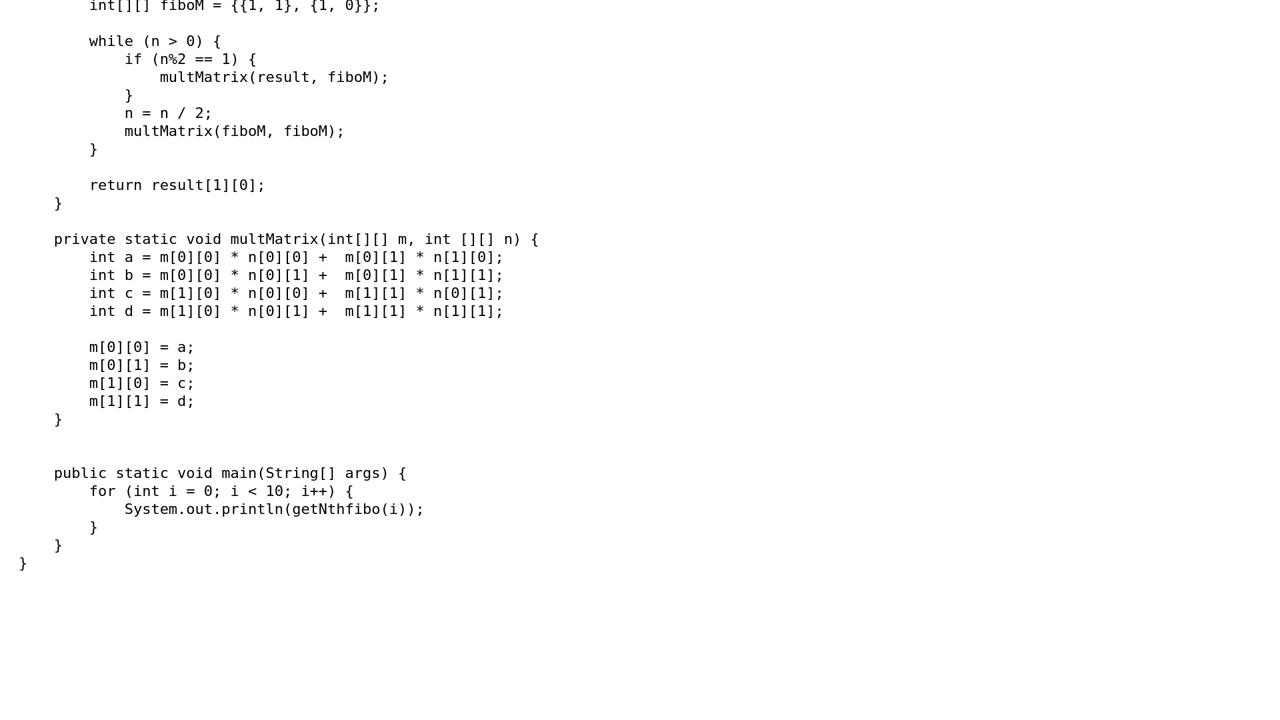 int[][] fiboM = {{1, 1}, {1, 0}};
while (n > 0) {
if (n%2 == 1) {
multMatrix(result, fiboM);
}
n = n / 2;
multMatrix(fiboM, fiboM);
}
return result[1][0];
}
private static void multMatrix(int[][] m, int [][] n) {
int a = m[0][0] * n[0][0] +  m[0][1] * n[1][0];
int b = m[0][0] * n[0][1] +  m[0][1] * n[1][1];
int c = m[1][0] * n[0][0] +  m[1][1] * n[0][1];
int d = m[1][0] * n[0][1] +  m[1][1] * n[1][1];
m[0][0] = a;
m[0][1] = b;
m[1][0] = c;
m[1][1] = d;
}
public static void main(String[] args) {
for (int i = 0; i < 10; i++) {
System.out.println(getNthfibo(i));
}
}
}